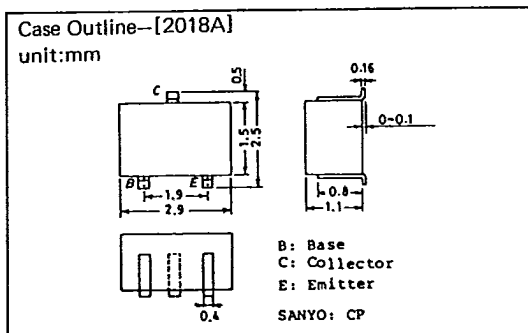 Case Outline—[2018A]
unit:mm
C
0.5
1.5
2.5
B
E
1.9
2.9
0.16
0~0.1
0.8
1.1
0.4
B: Base
C: Collector
E: Emitter
SANYO: CP